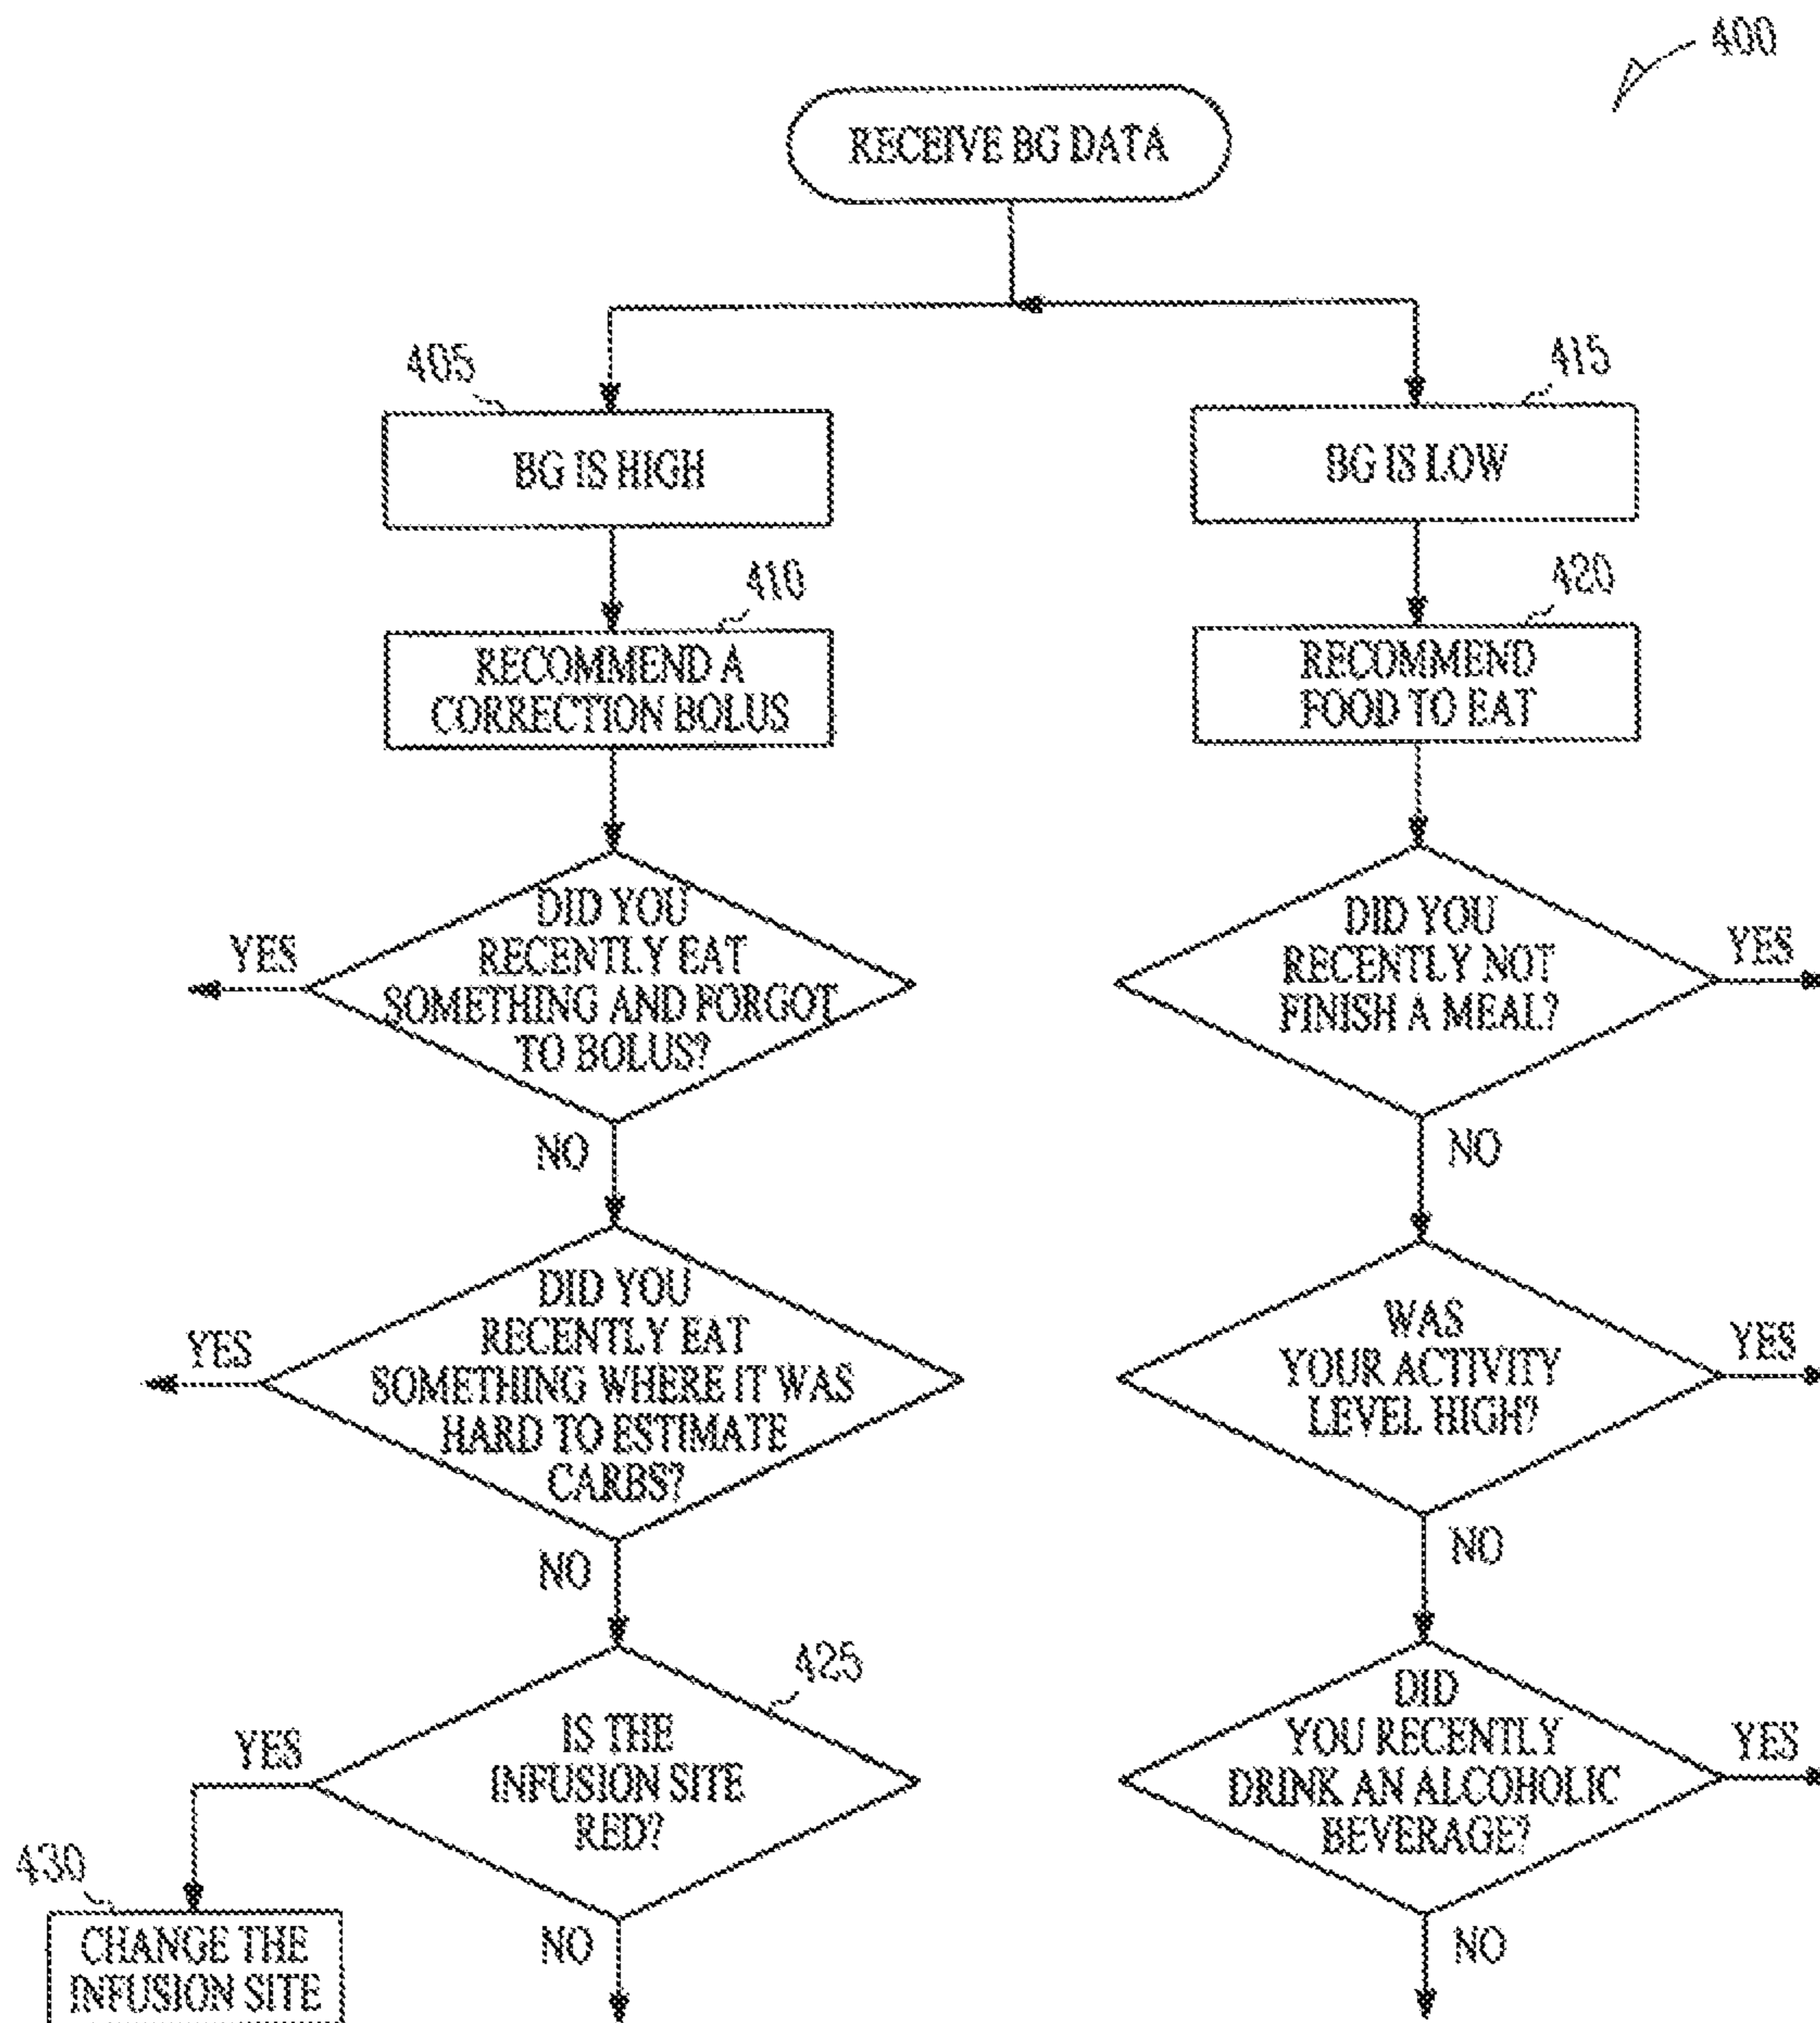 400
RECEIVE BG DATA
405
BG IS HIGH
415
BG IS LOW
410
RECOMMEND A
CORRECTION BOLUS
420
RECOMMEND
FOOD TO EAT
DID YOU
RECENTLY EAT
SOMETHING AND FORGOT
TO BOLUS?
YES
NO
DID YOU
RECENTLY NOT
FINISH A MEAL?
YES
NO
DID YOU
RECENTLY EAT
SOMETHING WHERE IT WAS
HARD TO ESTIMATE
CARBS?
YES
NO
WAS
YOUR ACTIVITY
LEVEL HIGH?
YES
NO
425
IS THE
INFUSION SITE
RED?
YES
NO
DID
YOU RECENTLY
DRINK AN ALCOHOLIC
BEVERAGE?
YES
NO
430
CHANGE THE
INFUSION SITE